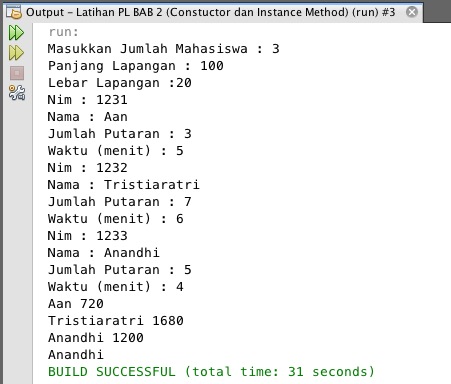 Output – Latihan PL BAB 2 (Constuctor dan Instance Method) (run) #3
run:
Masukkan Jumlah Mahasiswa : 3
Panjang Lapangan : 100
Lebar Lapangan :20
Nim : 1231
Nama : Aan
Jumlah Putaran : 3
Waktu (menit) : 5
Nim : 1232
Nama : Tristiaratri
Jumlah Putaran : 7
Waktu (menit) : 6
Nim : 1233
Nama : Anandhi
Jumlah Putaran : 5
Waktu (menit) : 4
Aan 720
Tristiaratri 1680
Anandhi 1200
Anandhi
BUILD SUCCESSFUL (total time: 31 seconds)